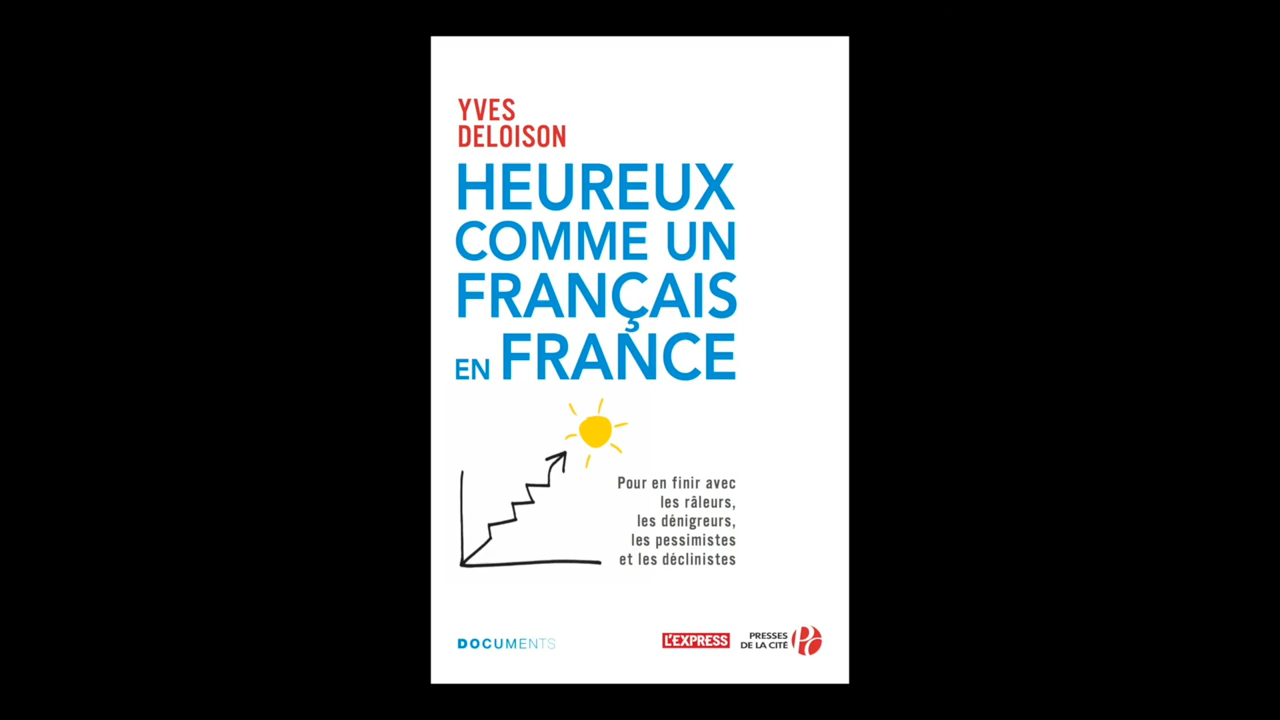 YVES
DELOISON
HEUREUX
COMME UN
FRANÇAIS
EN FRANCE
Pour en finir avec
les râleurs,
les dénigreurs,
les pessimistes
et les déclinistes
DOCUMENTS
L'EXPRESS
PRESSES
DE LA CITÉ